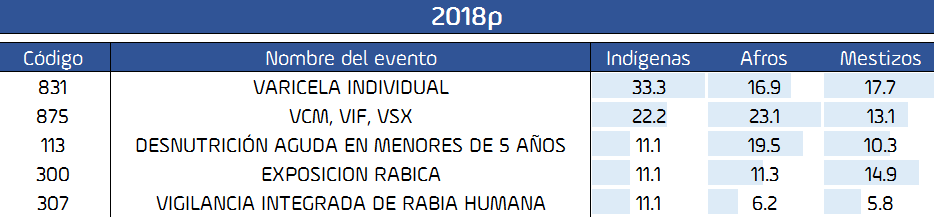 2018p
Código Nombre del evento Indígenas Afros Mestizos
831 VARICELA INDIVIDUAL 33.3 16.9 17.7
875 VCM, VIF, VSX 22.2 23.1 13.1
113 DESNUTRICIÓN AGUDA EN MENORES DE 5 AÑOS 11.1 19.5 10.3
300 EXPOSICION RABICA 11.1 11.3 14.9
307 VIGILANCIA INTEGRADA DE RABIA HUMANA 11.1 6.2 5.8